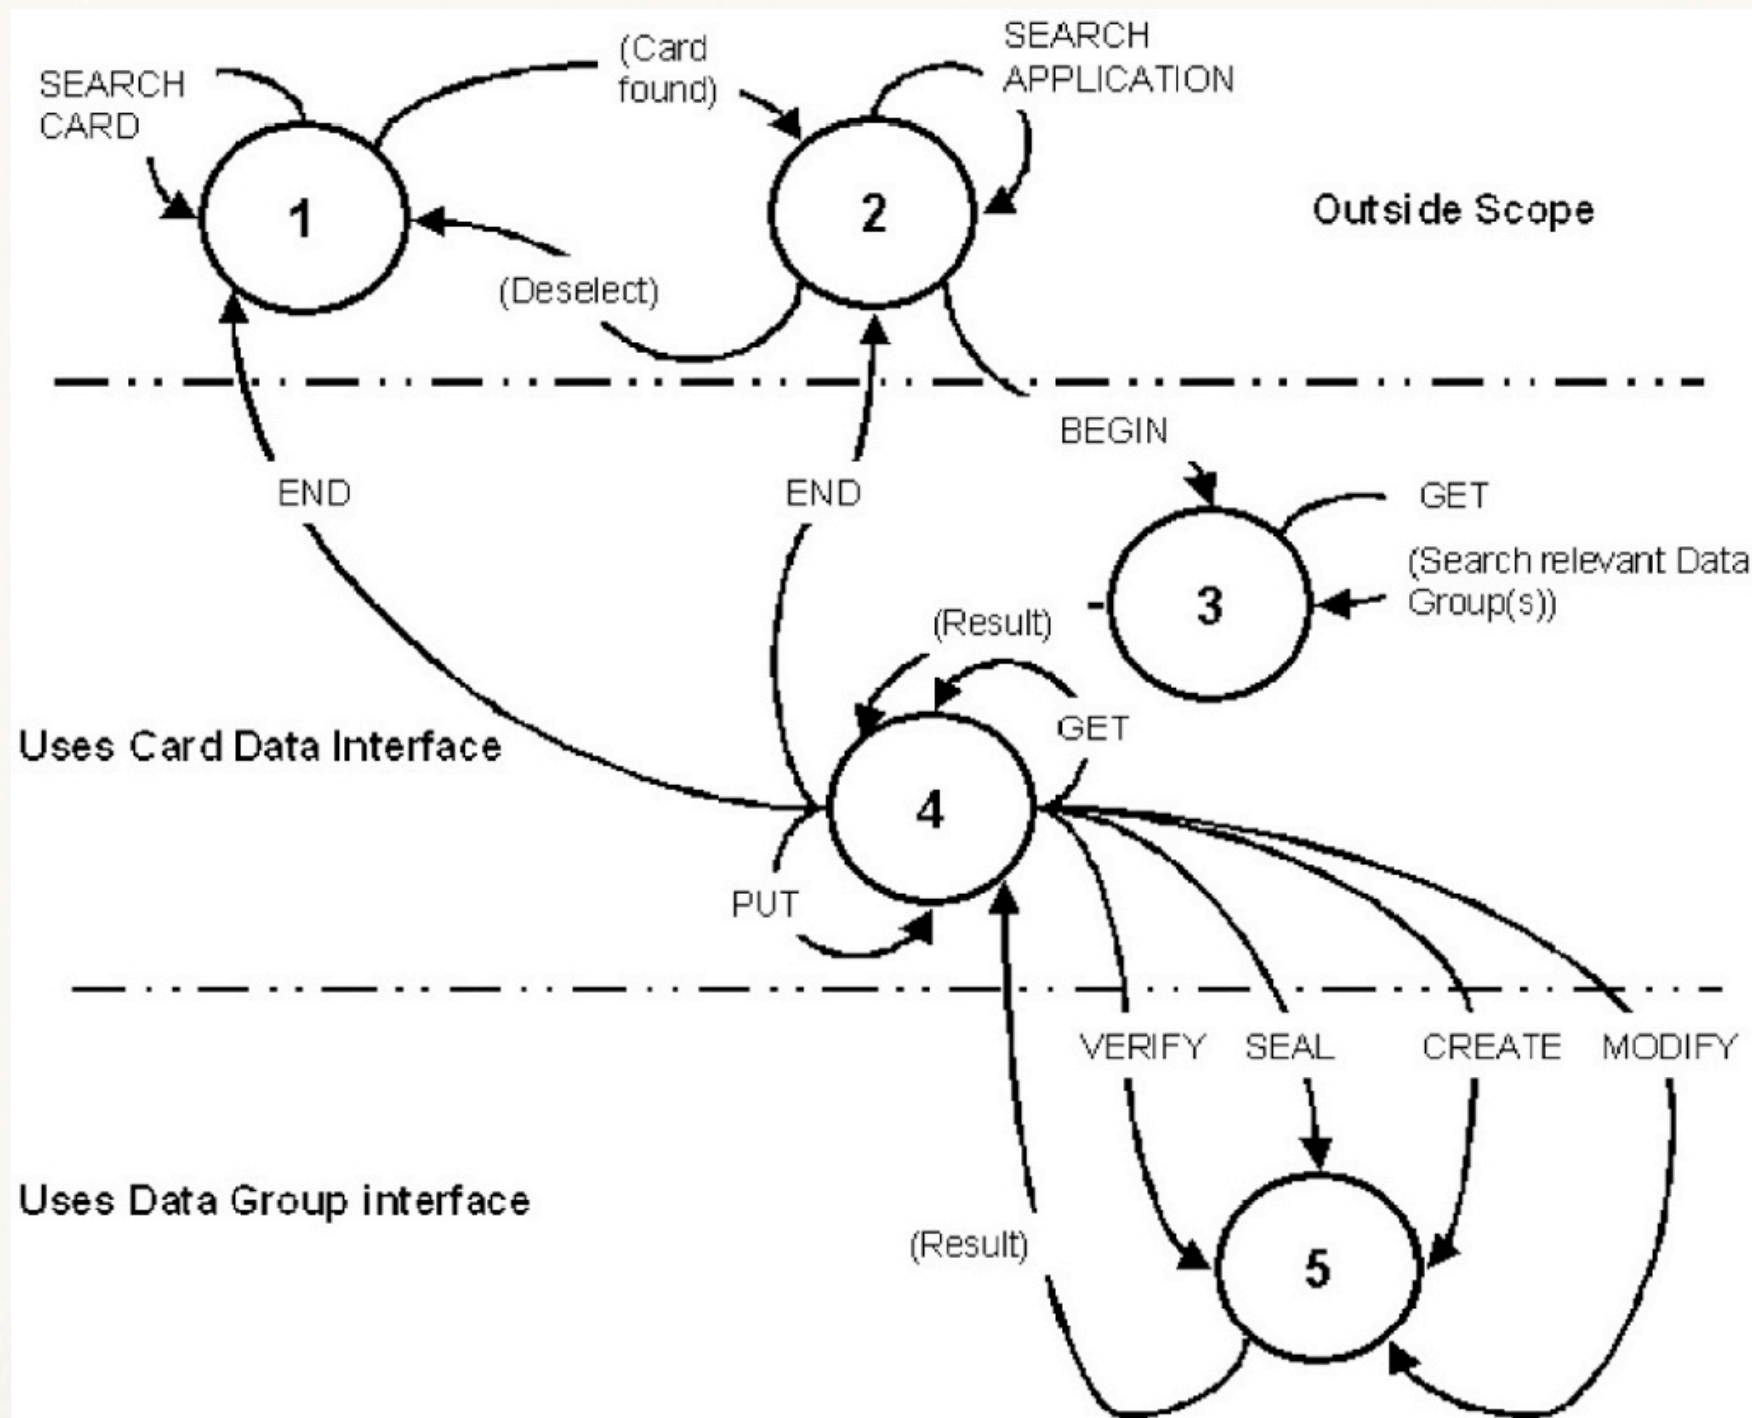 SEARCH
CARD
(Card
found)
SEARCH
APPLICATION
1
2
Outside Scope
(Deselect)
BEGIN
END
END
GET
(Search relevant Data
Group(s))
3
(Result)
GET
Uses Card Data Interface
4
PUT
VERIFY
SEAL
CREATE
MODIFY
Uses Data Group interface
(Result)
5